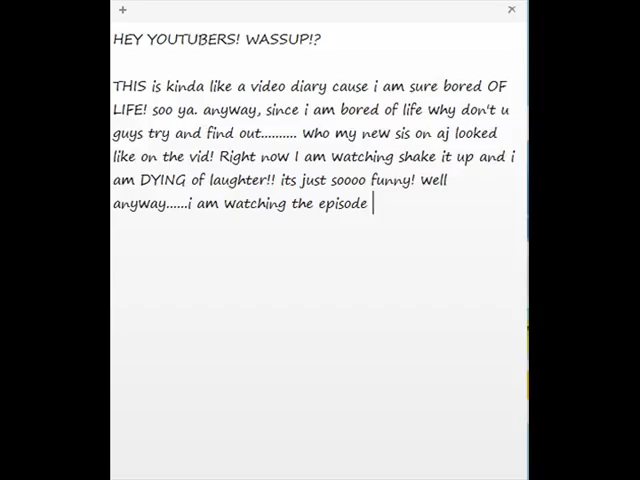 HEY YOUTUBERS! WASSUP!?
THIS is kinda like a video diary cause i am sure bored OF
LIFE! soo ya. anyway, since i am bored of life why don't u
guys try and find out.......... who my new sis on aj looked
like on the vid! Right now I am watching shake it up and i
am DYING of laughter!! its just soooo funny! well
anyway......i am watching the episode